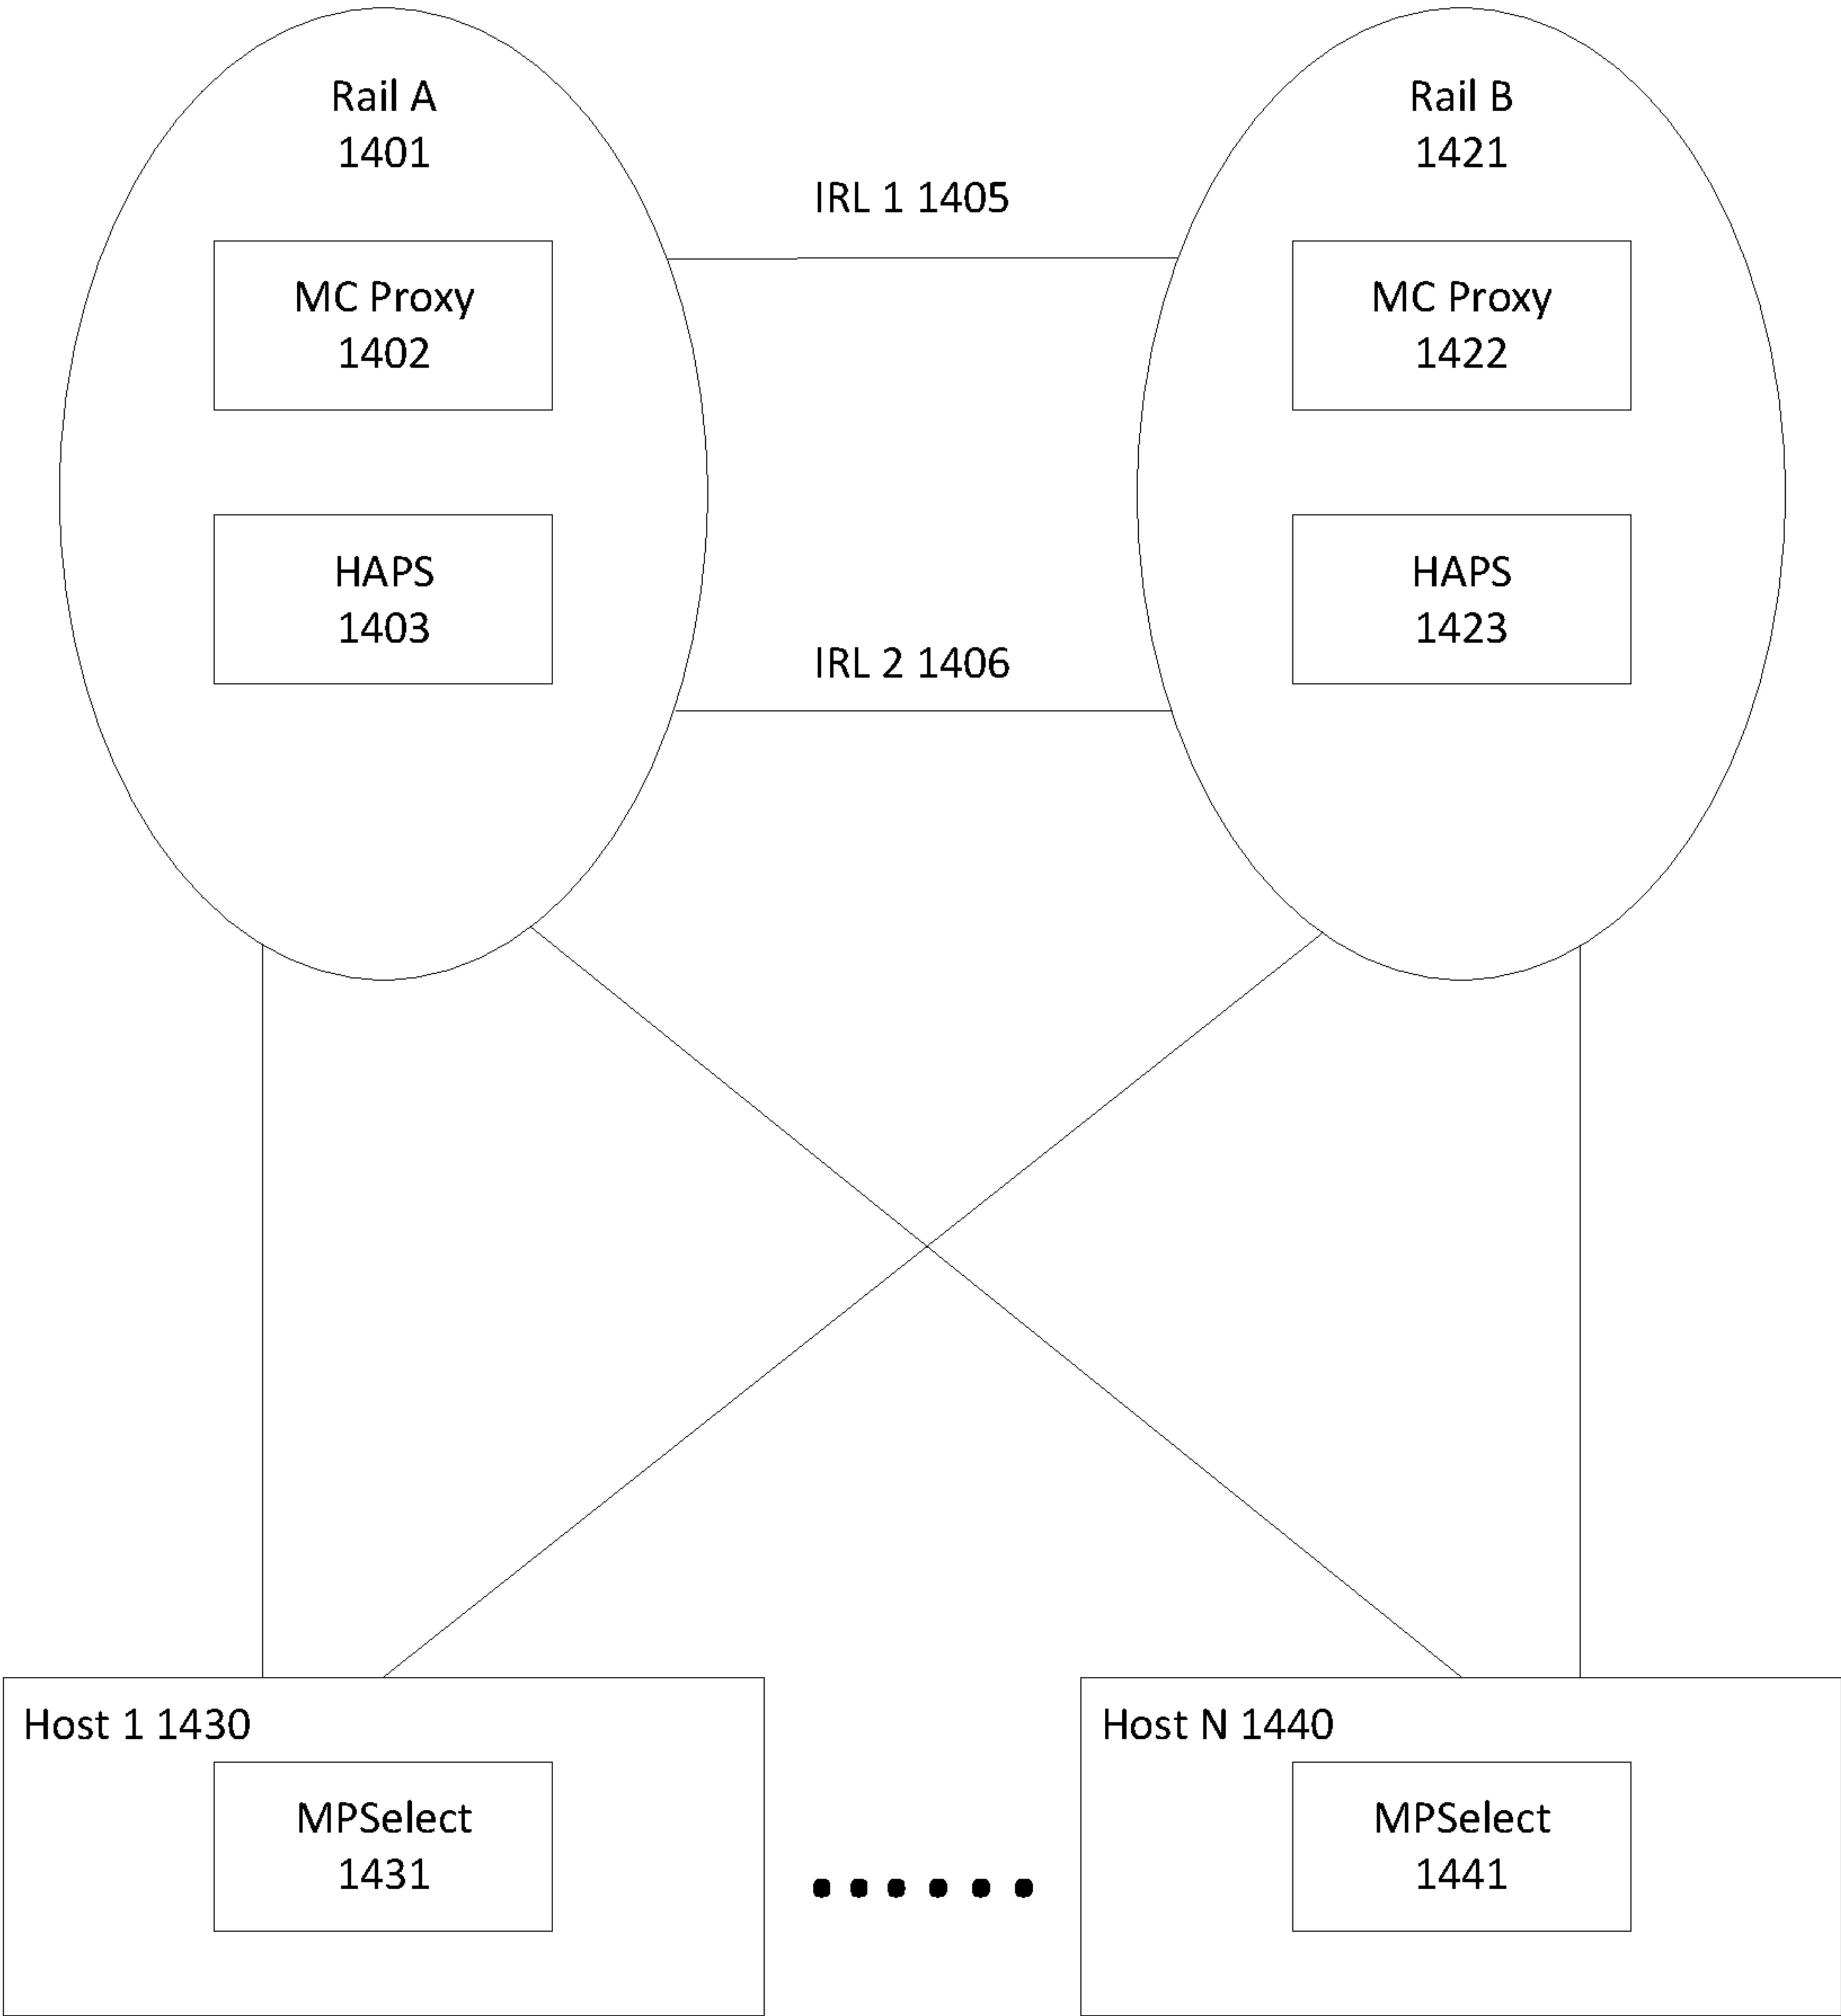 Rail A
1401
MC Proxy
1402
HAPS
1403
IRL 1 1405
IRL 2 1406
Rail B
1421
MC Proxy
1422
HAPS
1423
Host 1 1430
MPSelect
1431
Host N 1440
MPSelect
1441